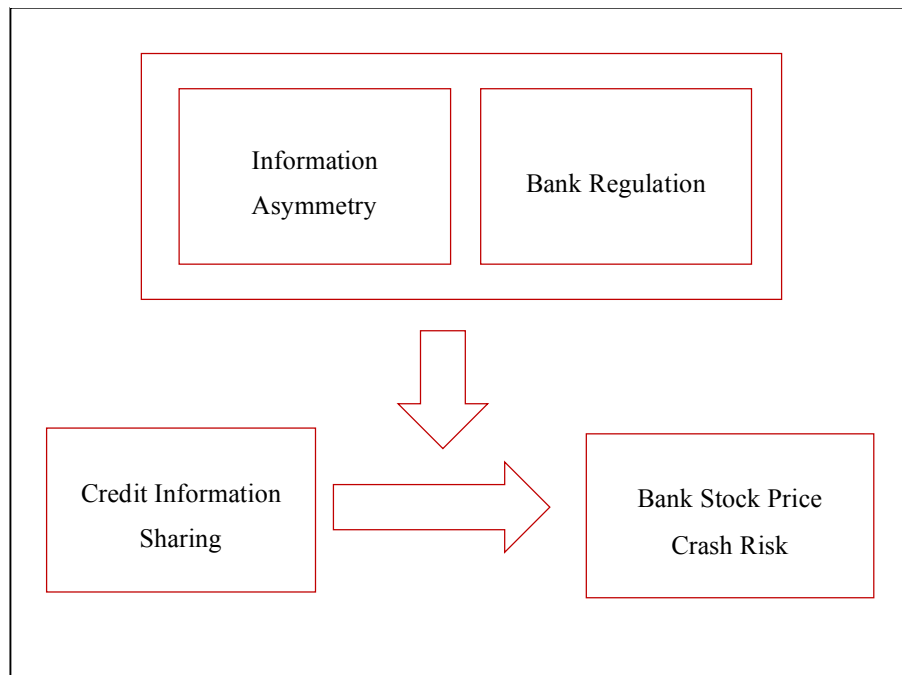 Information
Asymmetry
Bank Regulation
Credit Information
Sharing
Bank Stock Price
Crash Risk